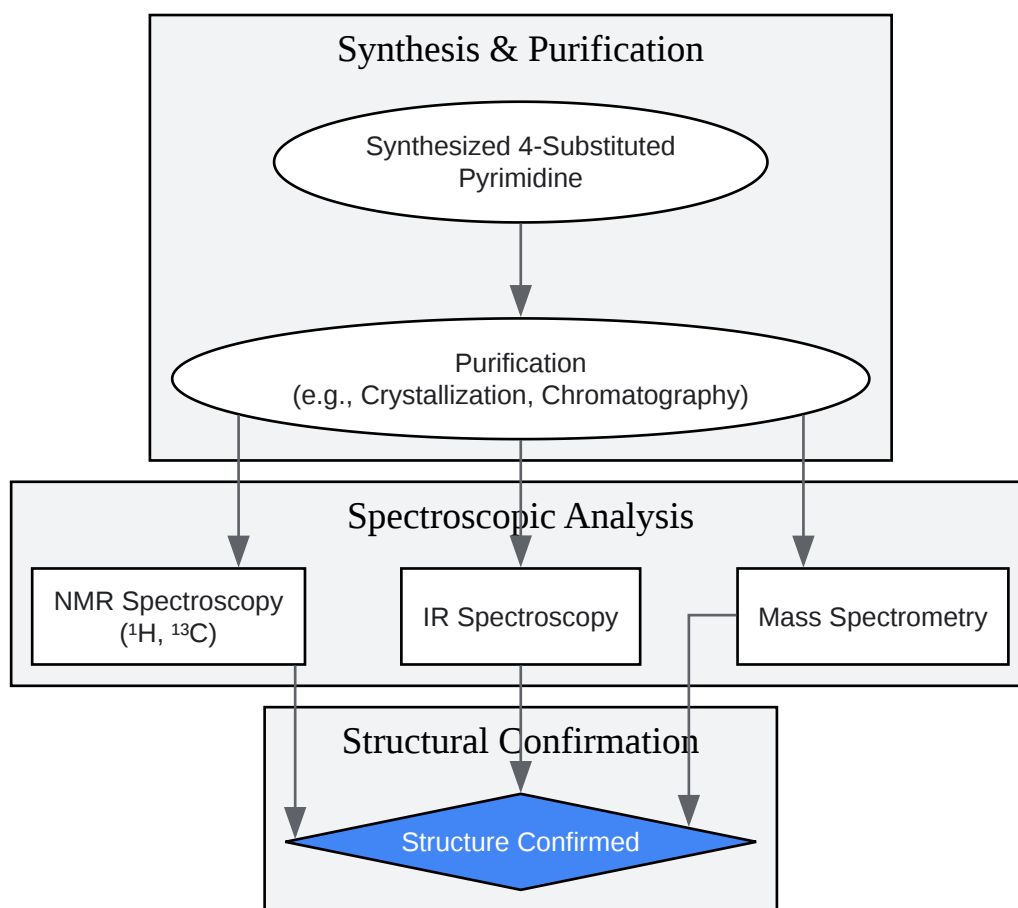 Synthesis & Purification
Synthesized 4-Substituted
Pyrimidine
Purification
(e.g., Crystallization, Chromatography)
Spectroscopic Analysis
NMR Spectroscopy
(¹H, ¹³C)
IR Spectroscopy
Mass Spectrometry
Structural Confirmation
Structure Confirmed